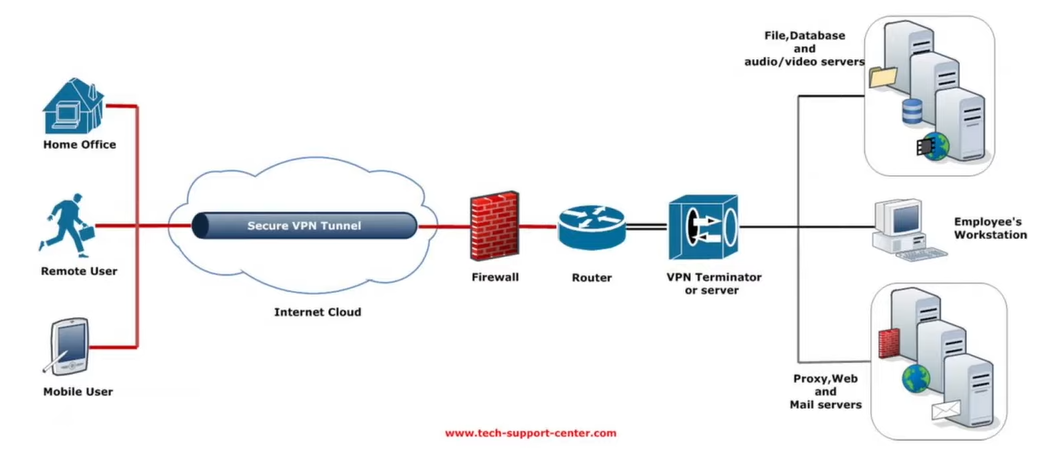 File,Database
and
audio/video servers
Home Office
Secure VPN Tunnel
Remote User
Firewall
Router
VPN Terminator
or server
Employee's
Workstation
Internet Cloud
Mobile User
Proxy,Web
and
Mail servers
www.tech-support-center.com